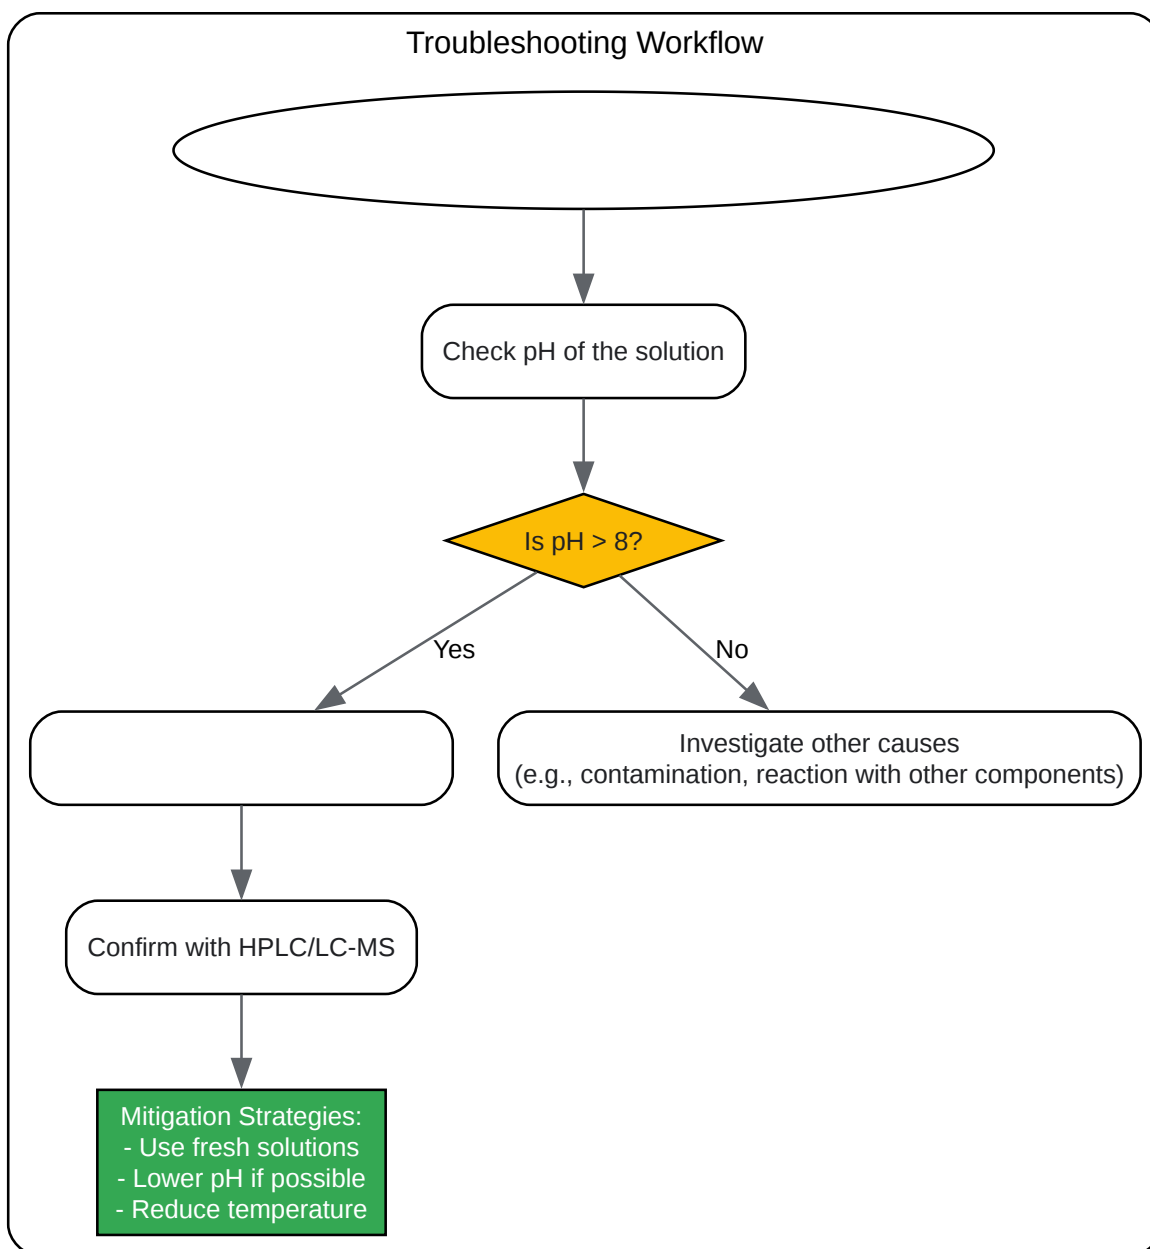 Troubleshooting Workflow
Check pH of the solution
Is pH > 8?
Yes
No
Investigate other causes
(e.g., contamination, reaction with other components)
Confirm with HPLC/LC-MS
Mitigation Strategies:
- Use fresh solutions
- Lower pH if possible
- Reduce temperature